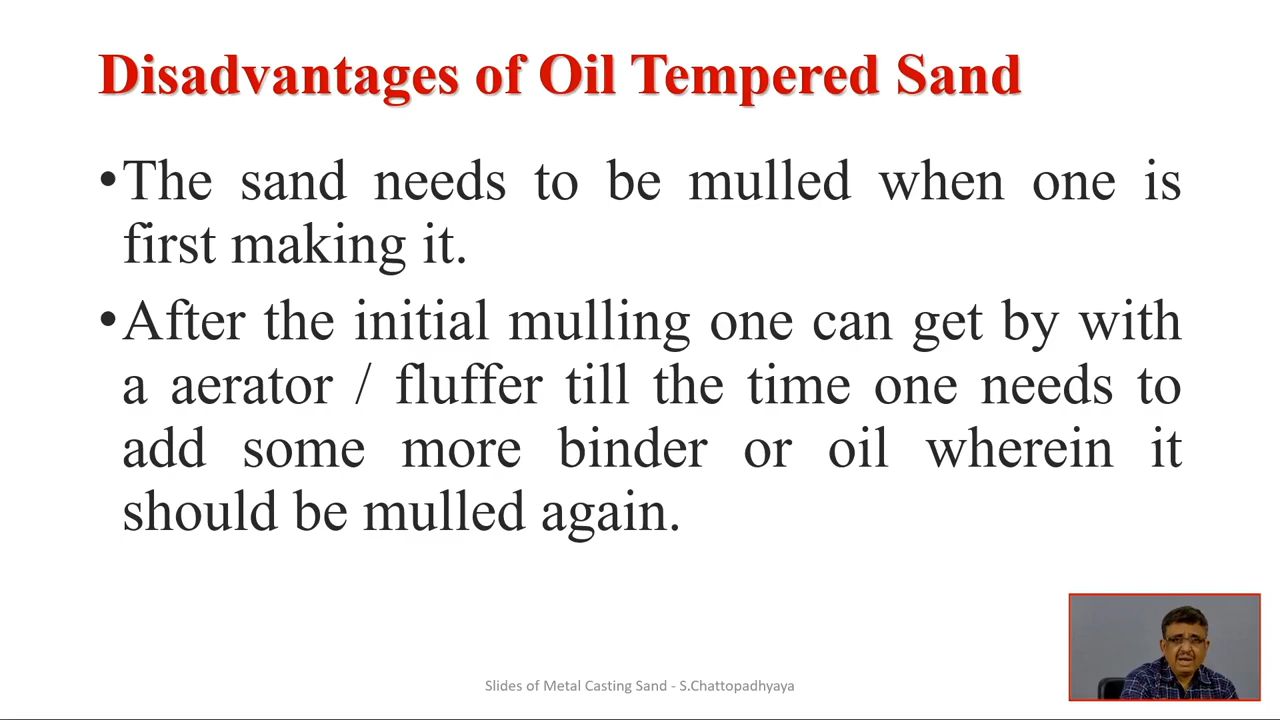 Disadvantages of Oil Tempered Sand
•The sand needs to be mulled when one is
first making it.
•After the initial mulling one can get by with
a aerator / fluffer till the time one needs to
add some more binder or oil wherein it
should be mulled again.
Slides of Metal Casting Sand - S.Chattopadhyaya